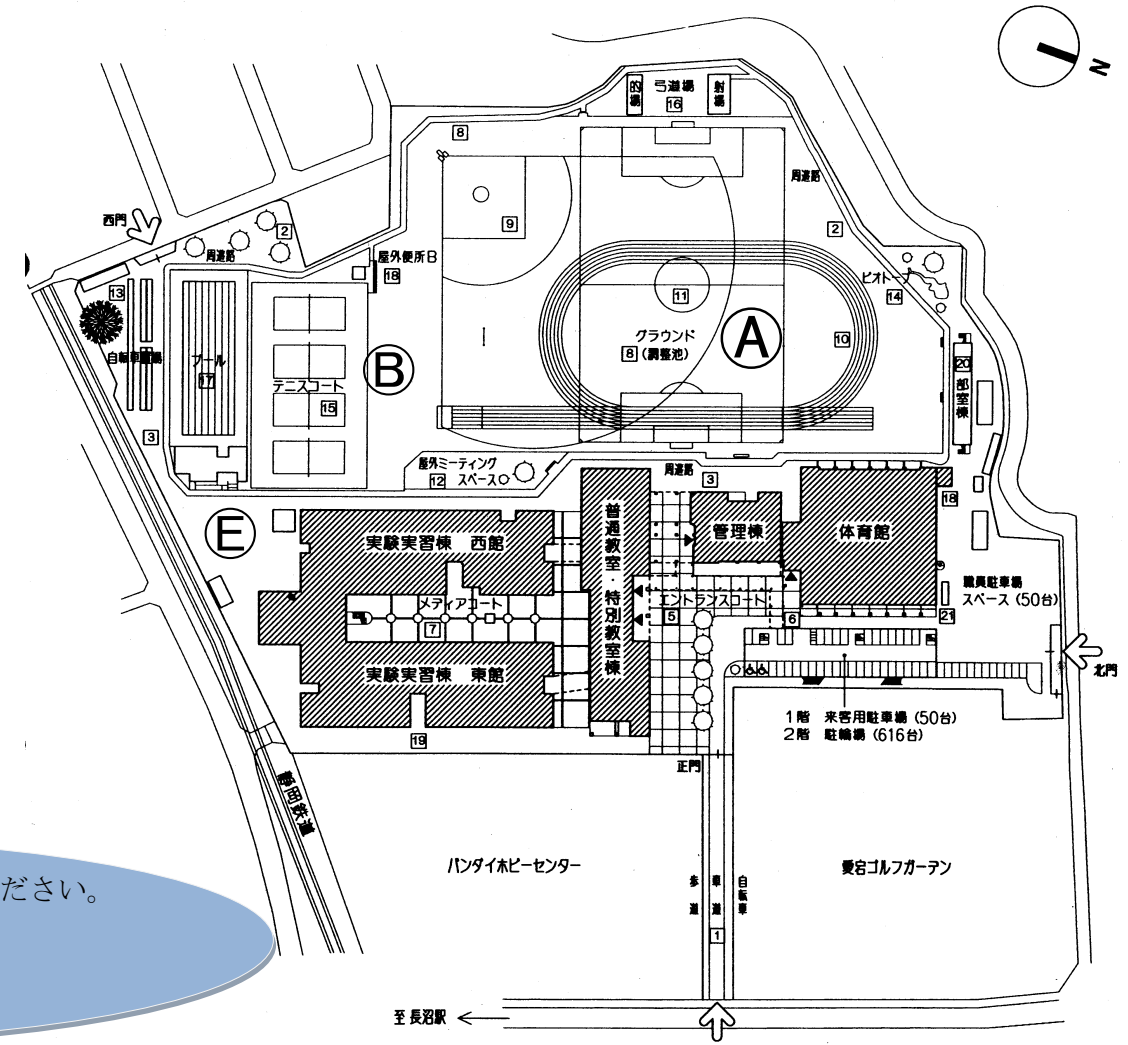 N
的場
弓道場
16
射場
8
周遊路
西門
2
9
2
周遊路
屋外便所B
18
ビオトープ
14
13
11
グラウンド
8 (調整池)
A
10
自転車置場
プール
17
B
テニスコート
15
20
部室棟
3
屋外ミーティング
12 スペース
周遊路
3
18
E
実験実習棟 西館
普通教室・特別教室棟
管理棟
体育館
メディアコート
7
エントランスコート
5
6
職員駐車場
スペース (50台)
21
実験実習棟 東館
北門
1階 来客用駐車場 (50台)
2階 駐輪場 (616台)
19
正門
静岡鉄道
バンダイホビーセンター
愛宕ゴルフガーデン
ださい。
歩道
車道
自転車
1
至 長沼駅